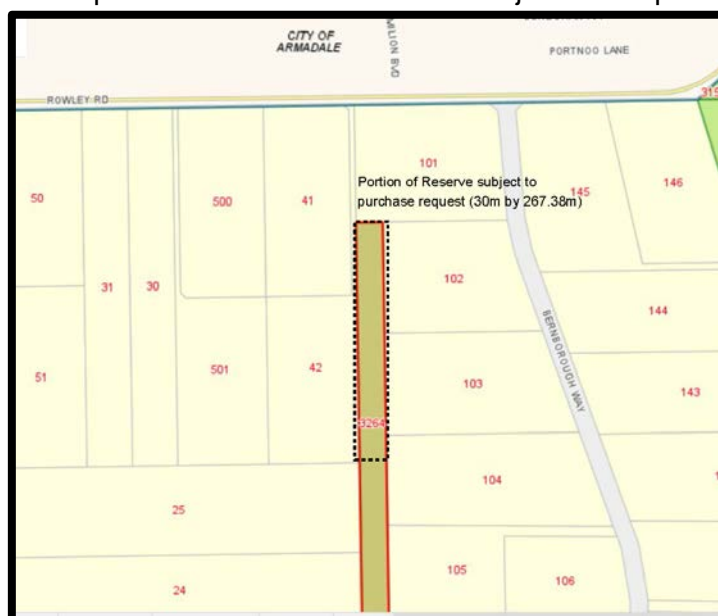 CITY OF
ARMADALE
BVD
PORTNOO LANE
ROWLEY RD
101
Portion of Reserve subject to
purchase request (30m by 267.38m)
145
146
50
500
41
31
30
102
144
BERNBOROUGH WAY
51
501
42
103
143
3264
104
25
105
106
24